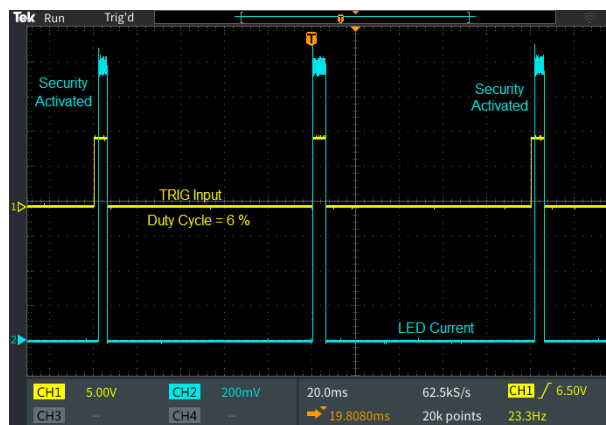 Tek Run Trig'd
T
Security
Activated
Security
Activated
TRIG Input
1
Duty Cycle = 6 %
LED Current
2
CH1 5.00V CH2 200mV 20.0ms 62.5kS/s CH1 6.50V
CH3 -- CH4 -- 19.8080ms 20k points 23.3Hz